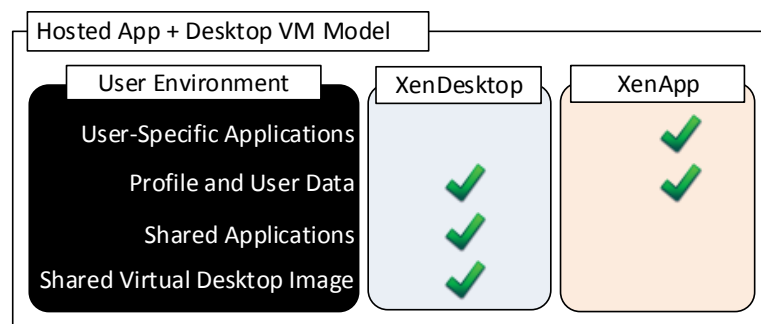 Hosted App + Desktop VM Model
User Environment
XenDesktop
XenApp
User-Specific Applications
Profile and User Data
Shared Applications
Shared Virtual Desktop Image